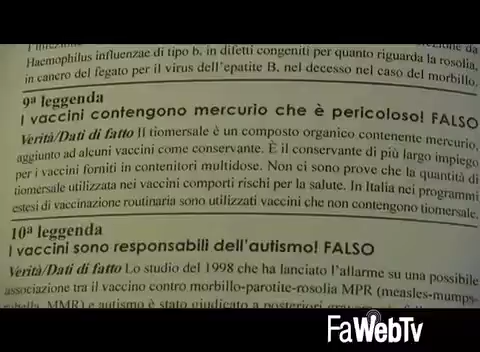 Haemophilus influenzae di tipo b, in difetti congeniti per quanto riguarda la rosolia,
in cancro del fegato per il virus dell'epatite B, nel decesso nel caso del morbillo.
9ª leggenda
I vaccini contengono mercurio che è pericoloso! FALSO
Verità/Dati di fatto Il tiomersale è un composto organico contenente mercurio,
aggiunto ad alcuni vaccini come conservante. È il conservante di più largo impiego
per i vaccini forniti in contenitori multidose. Non ci sono prove che la quantità di
tiomersale utilizzata nei vaccini comporti rischi per la salute. In Italia nei programmi
estesi di vaccinazione routinaria sono utilizzati vaccini che non contengono tiomersale.
10ª leggenda
I vaccini sono responsabili dell'autismo! FALSO
Verità/Dati di fatto Lo studio del 1998 che ha lanciato l'allarme su una possibile
associazione tra il vaccino contro morbillo-parotite-rosolia MPR (measles-mumps-
MMR) e autismo è stato giudicato a posteriori
FaWebTv